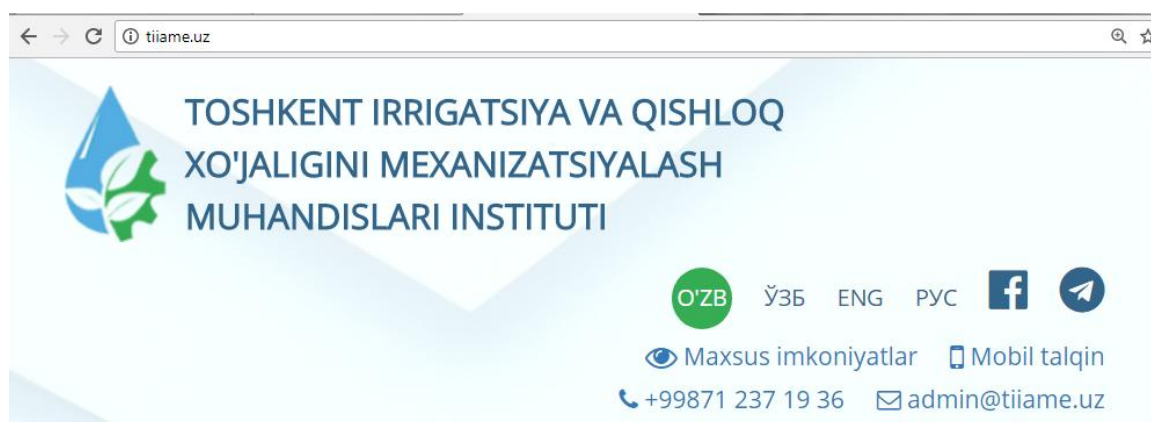 tiiame.uz
TOSHKENT IRRIGATSIYA VA QISHLOQ
XO'JALIGINI MEXANIZATSIYALASH
MUHANDISLARI INSTITUTI
O'ZB ЎЗБ ENG РУС
Maxsus imkoniyatlar Mobil talqin
+99871 237 19 36 admin@tiiame.uz